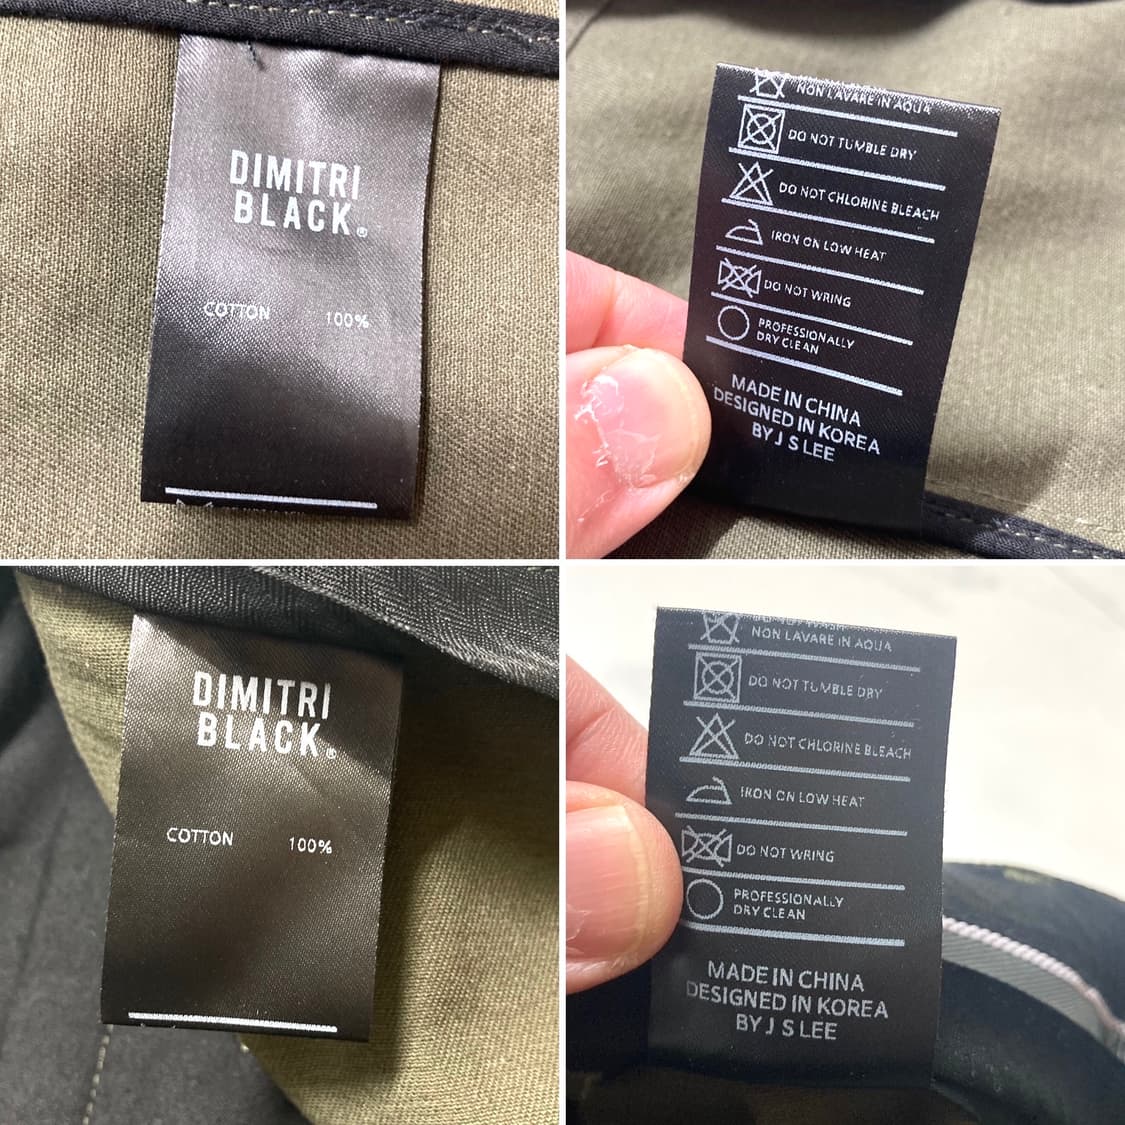 DIMITRI
BLACK®
COTTON 100%
NON LAVARE IN AQUA
DO NOT TUMBLE DRY
DO NOT CHLORINE BLEACH
IRON ON LOW HEAT
DO NOT WRING
PROFESSIONALLY
DRY CLEAN
MADE IN CHINA
DESIGNED IN KOREA
BY J S LEE
DIMITRI
BLACK®
COTTON 100%
NON LAVARE IN AQUA
DO NOT TUMBLE DRY
DO NOT CHLORINE BLEACH
IRON ON LOW HEAT
DO NOT WRING
PROFESSIONALLY
DRY CLEAN
MADE IN CHINA
DESIGNED IN KOREA
BY J S LEE